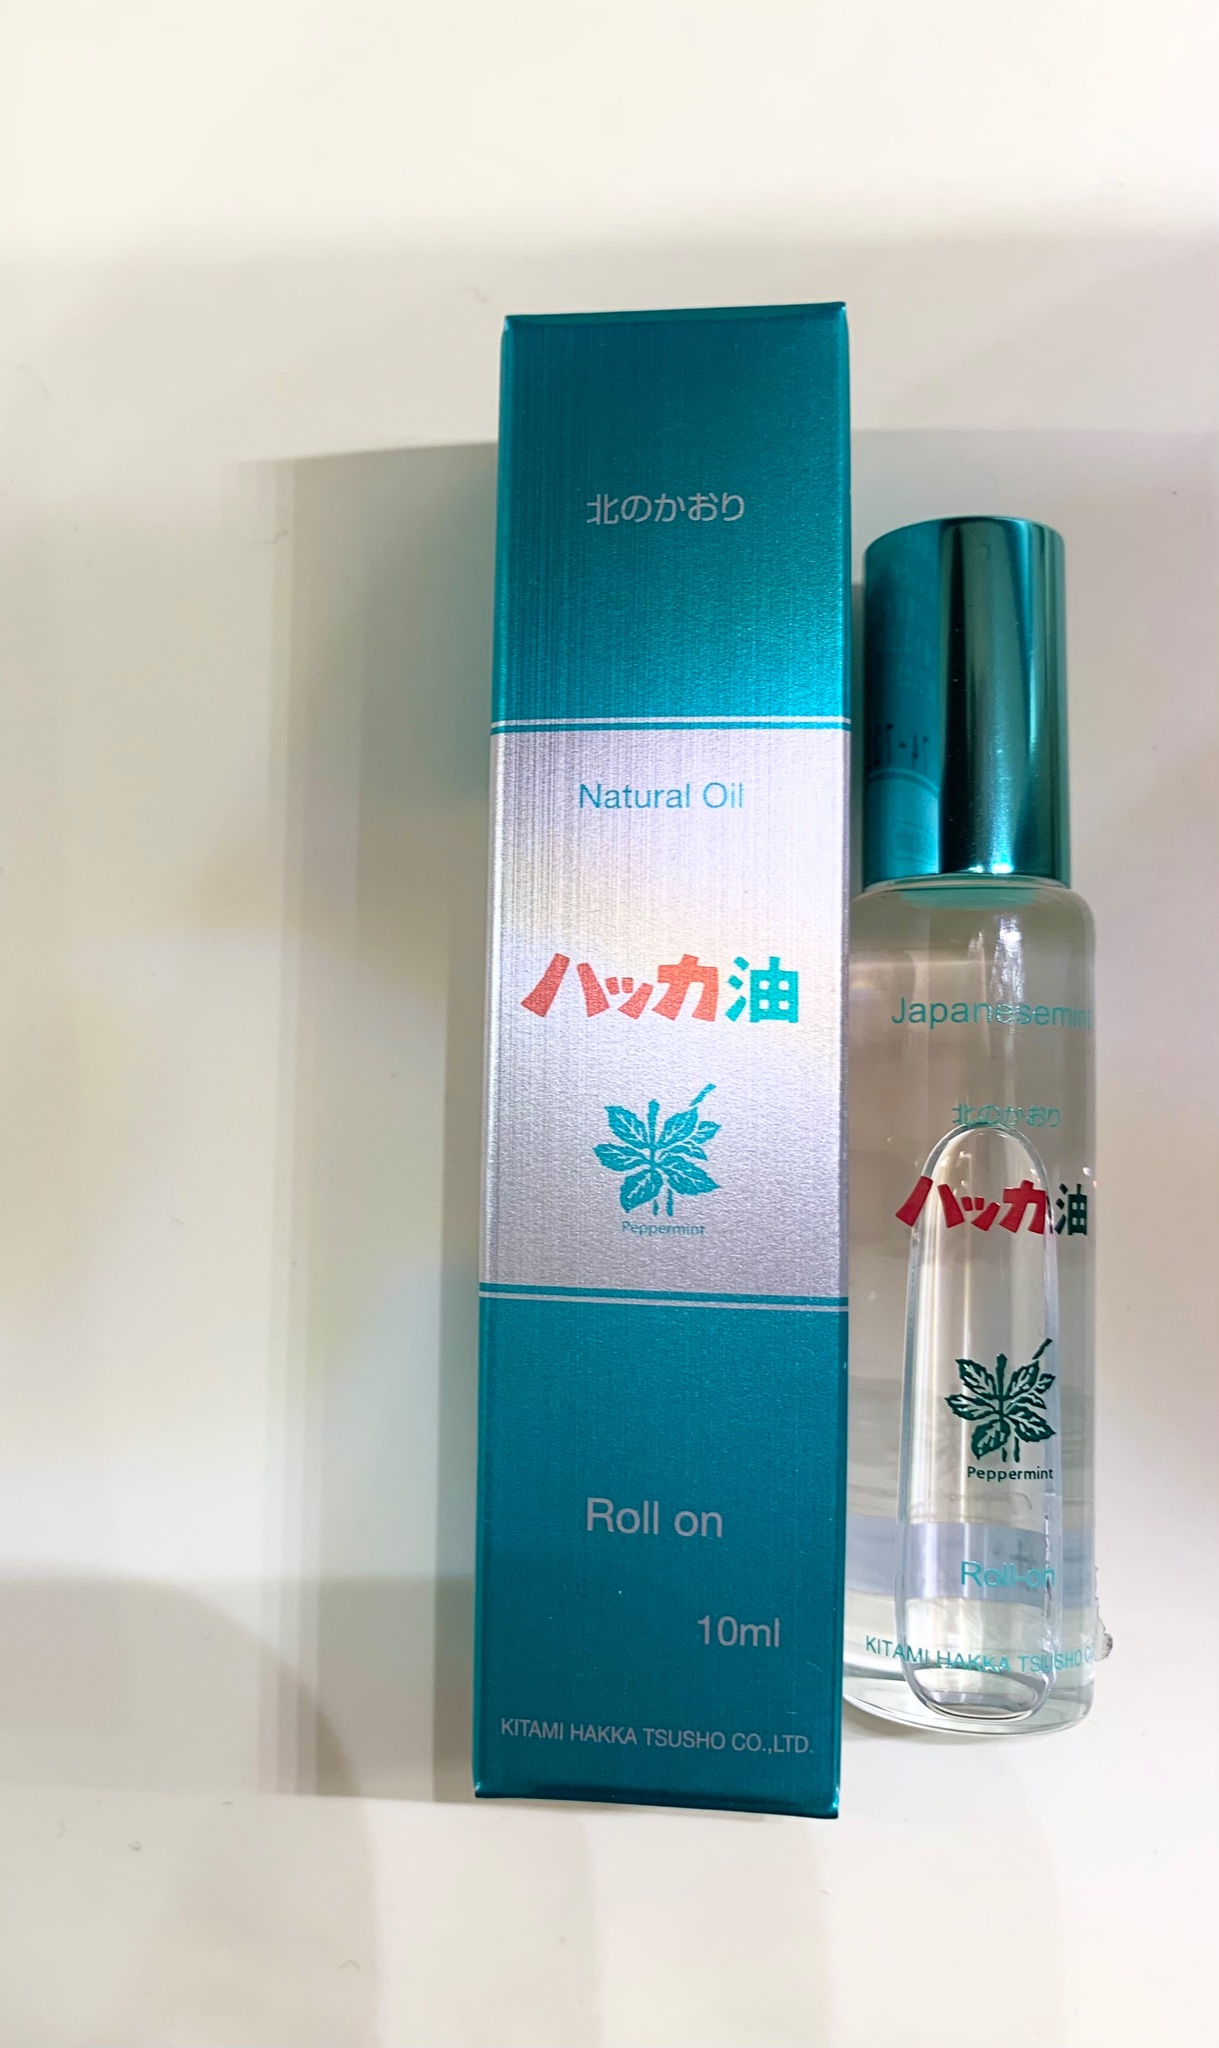 北のかおり
Natural Oil
ハッカ油
Peppermint
Roll on
10ml
KITAMI HAKKA TSUSHO CO.,LTD.
Japanesemint
北のかおり
ハッカ油
Peppermint
Roll-on
KITAMI HAKKA TSUSHO